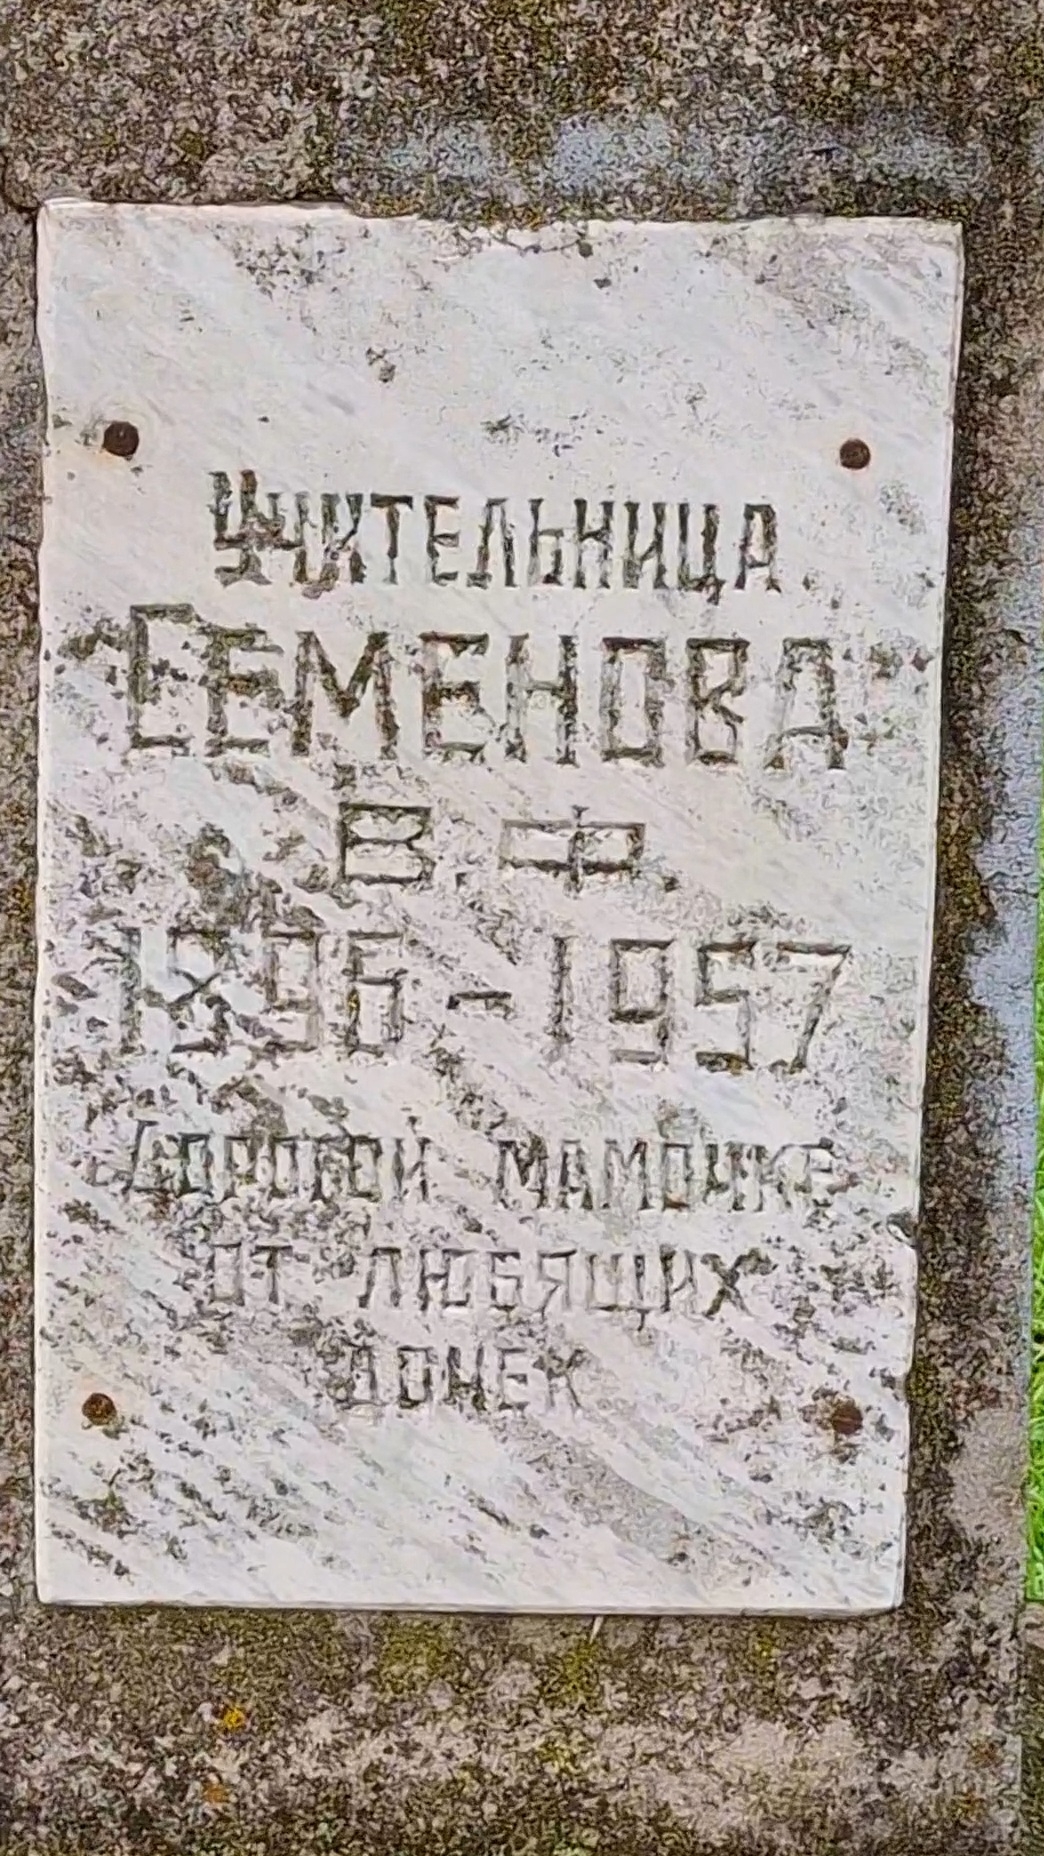 УЧИТЕЛЬНИЦА
СЕМЕНОВА
В.Ф.
1896-1957
ДОРОГОЙ МАМОЧКЕ
ОТ ЛЮБЯЩИХ
ДОЧЕК